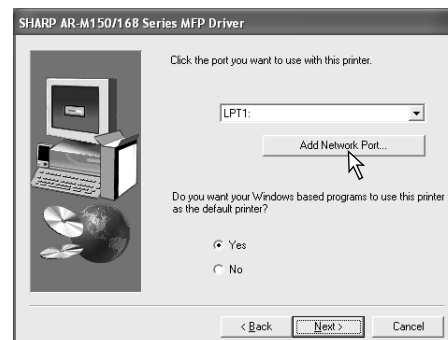 SHARP AR-M150/168 Series MFP Driver
Click the port you want to use with this printer.
LPT1:
Add Network Port...
Do you want your Windows based programs to use this printer
as the default printer?
Yes
No
< Back
Next >
Cancel